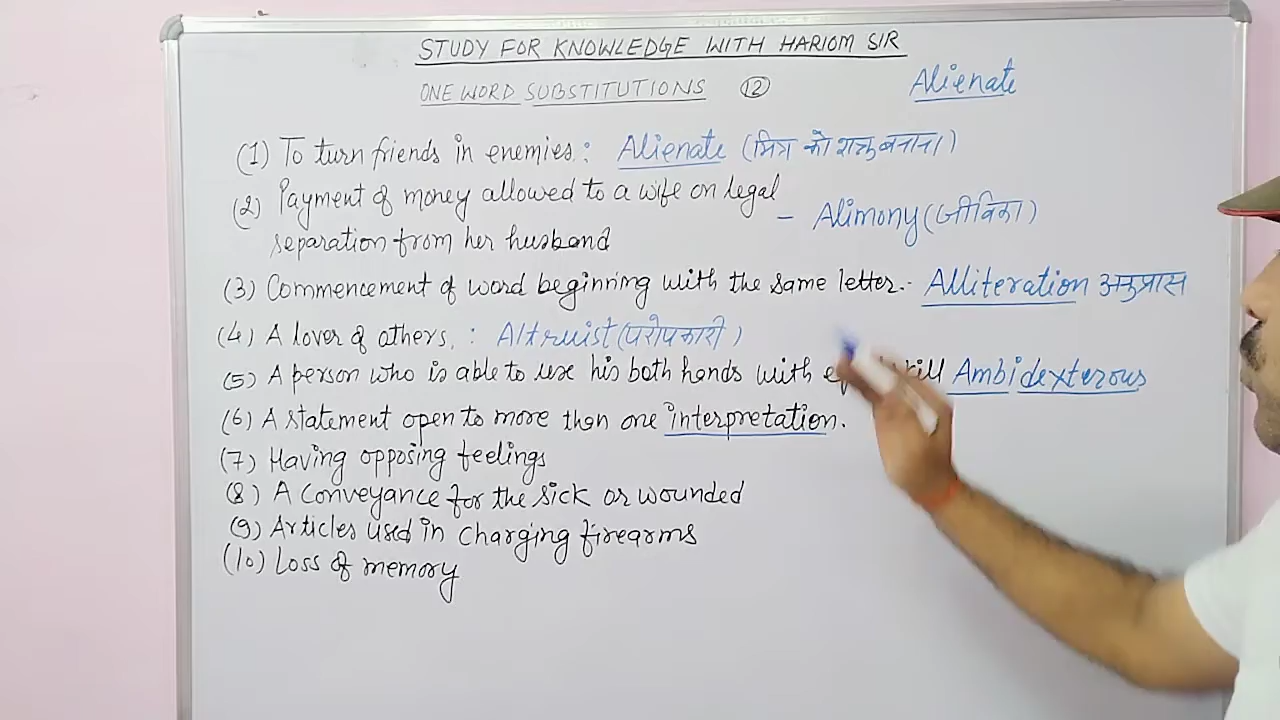 STUDY FOR KNOWLEDGE WITH HARIOM SIR
ONE WORD SUBSTITUTIONS (12) Alienate
(1) To turn friends in enemies : Alienate (मित्र को शत्रु बनाना)
(2) Payment of money allowed to a wife on legal
separation from her husband - Alimony (जीविका)
(3) Commencement of word beginning with the same letter.- Alliteration अनुप्रास
(4) A lover of others. : Altruist (परोपकारी)
(5) A person who is able to use his both hands with skill Ambidexterous
(6) A statement open to more than one interpretation.
(7) Having opposing feelings
(8) A Conveyance for the sick or wounded
(9) Articles used in charging firearms
(10) Loss of memory